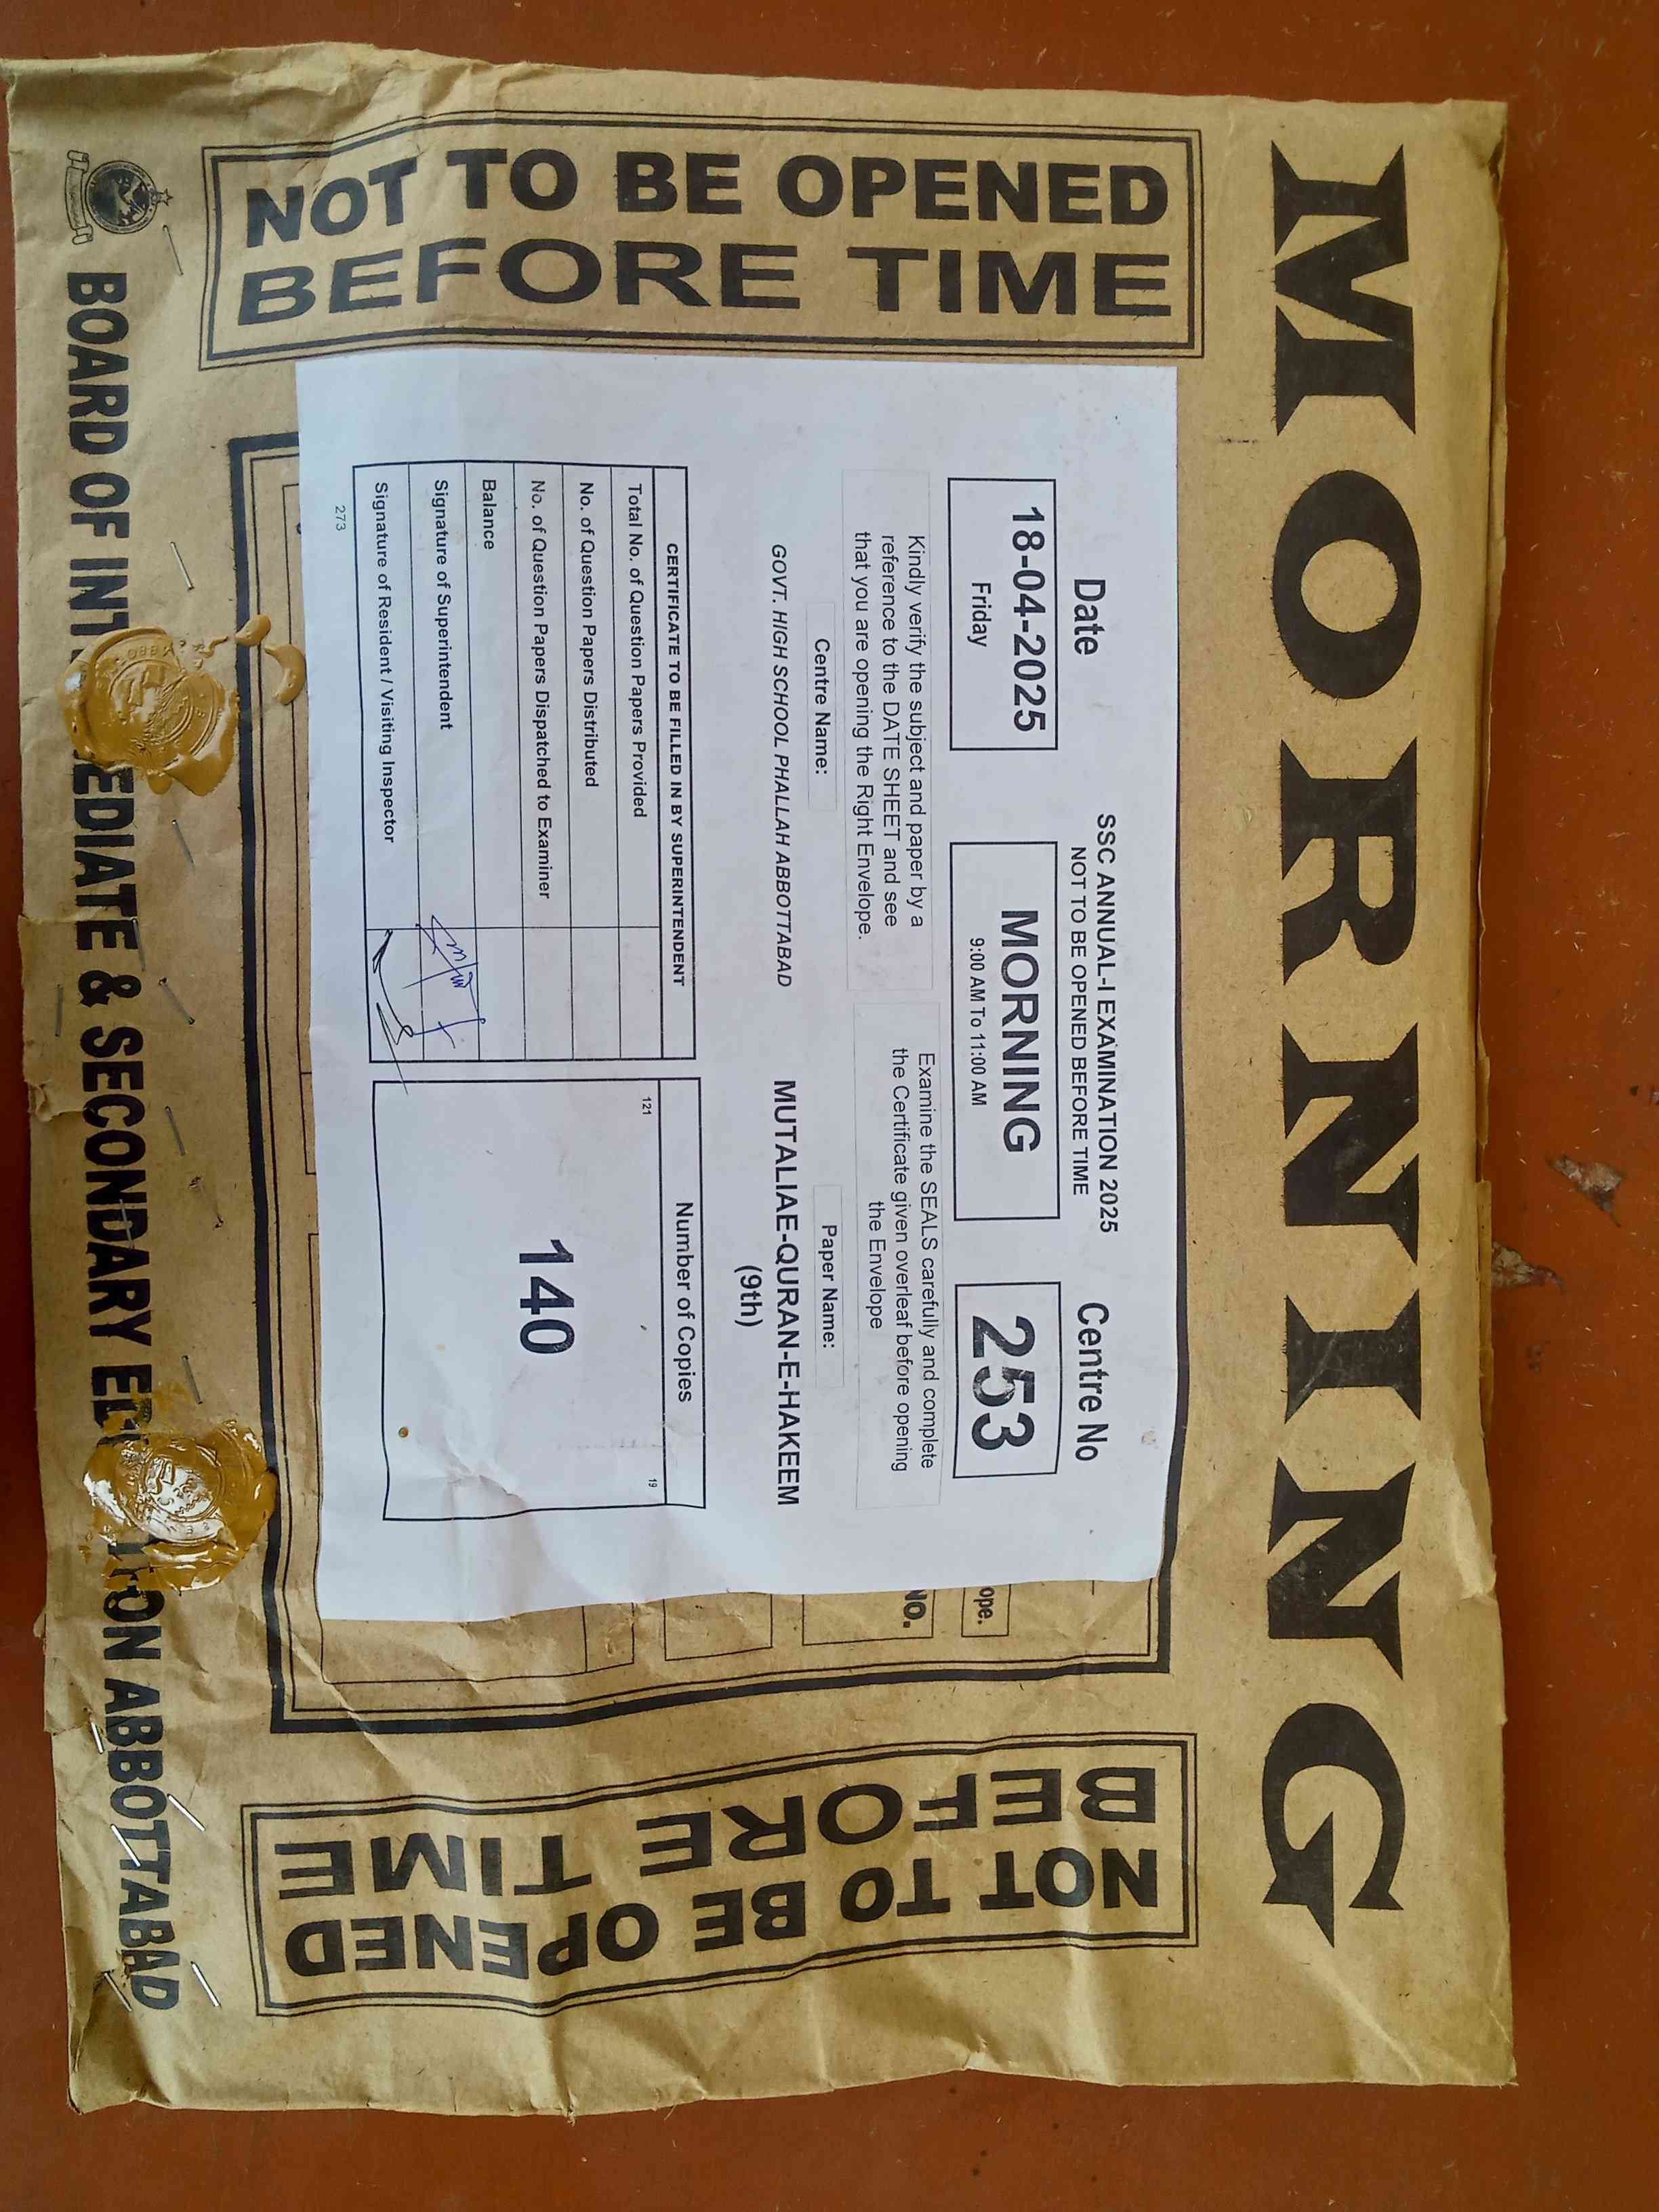 MORNING
NOT TO BE OPENED
BEFORE TIME
SSC ANNUAL-I EXAMINATION 2025
NOT TO BE OPENED BEFORE TIME
Date
Centre No
18-04-2025
Friday
MORNING
9:00 AM To 11:00 AM
253
Kindly verify the subject and paper by a
reference to the DATE SHEET and see
that you are opening the Right Envelope.
Examine the SEALS carefully and complete
the Certificate given overleaf before opening
the Envelope
Centre Name:
Paper Name:
GOVT. HIGH SCHOOL PHALLAH ABBOTTABAD
MUTALIAE-QURAN-E-HAKEEM
(9th)
CERTIFICATE TO BE FILLED IN BY SUPERINTENDENT
Total No. of Question Papers Provided
No. of Question Papers Distributed
No. of Question Papers Dispatched to Examiner
Balance
Signature of Superintendent
Signature of Resident / Visiting Inspector
273
Number of Copies
121
19
140
ope.
NO.
NOT TO BE OPENED
BEFORE TIME
BOARD OF INT EDIATE & SECONDARY ED ION ABBOTTABAD